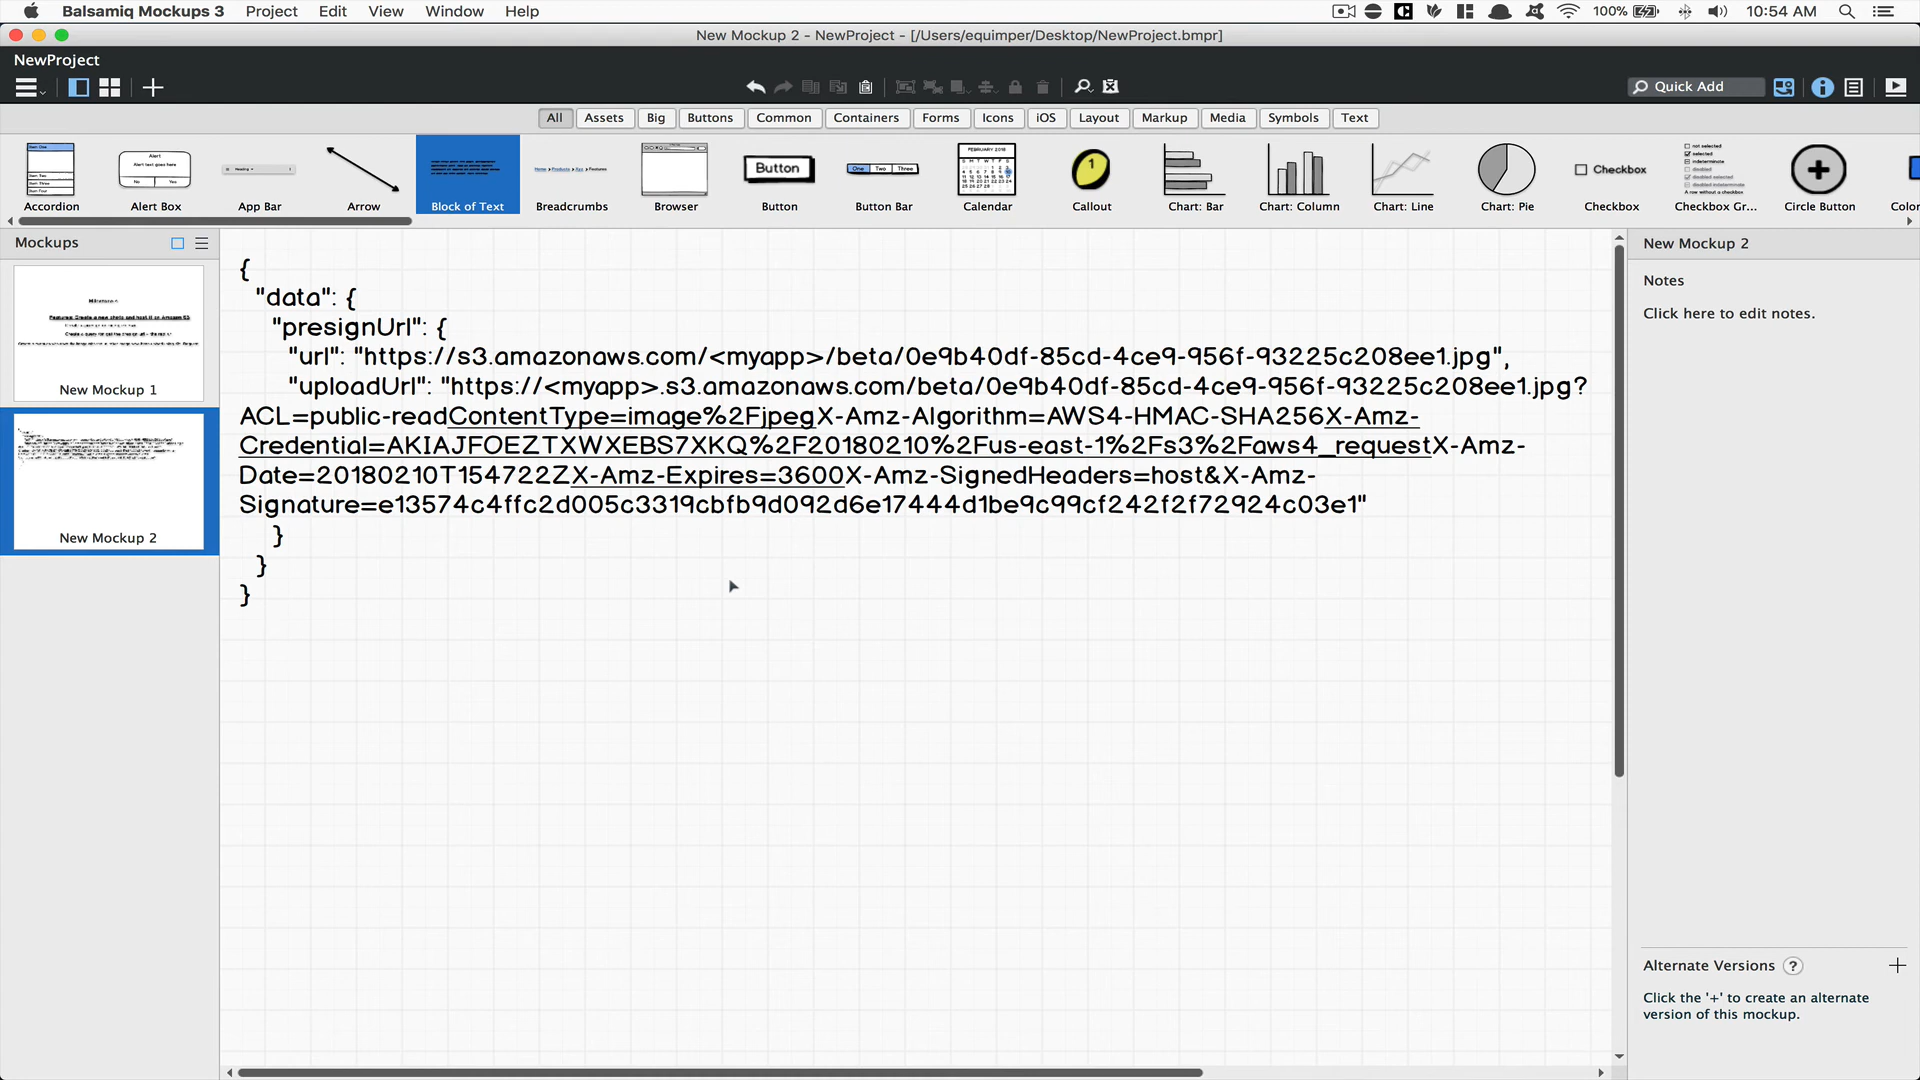 Balsamiq Mockups 3 Project Edit View Window Help 100% 10:54 AM
New Mockup 2 - NewProject - [/Users/equimper/Desktop/NewProject.bmpr]
NewProject
Quick Add
All Assets Big Buttons Common Containers Forms Icons iOS Layout Markup Media Symbols Text
Accordion Alert Box App Bar Arrow Block of Text Breadcrumbs Browser Button Button Bar Calendar Callout Chart: Bar Chart: Column Chart: Line Chart: Pie Checkbox Checkbox Gr... Circle Button
Mockups
New Mockup 1
New Mockup 2
{
"data": {
"presignUrl": {
"url": "https://s3.amazonaws.com/<myapp>/beta/0e9b40df-85cd-4ce9-956f-93225c208ee1.jpg",
"uploadUrl": "https://<myapp>.s3.amazonaws.com/beta/0e9b40df-85cd-4ce9-956f-93225c208ee1.jpg?
ACL=public-readContentType=image%2FjpegX-Amz-Algorithm=AWS4-HMAC-SHA256X-Amz-
Credential=AKIAJFOEZTXWXEBS7XKQ%2F20180210%2Fus-east-1%2Fs3%2Faws4_requestX-Amz-
Date=20180210T154722ZX-Amz-Expires=3600X-Amz-SignedHeaders=host&X-Amz-
Signature=e13574c4ffc2d005c3319cbfb9d092d6e17444d1be9c99cf242f2f72924c03e1"
}
}
}
New Mockup 2
Notes
Click here to edit notes.
Alternate Versions ?
Click the '+' to create an alternate
version of this mockup.